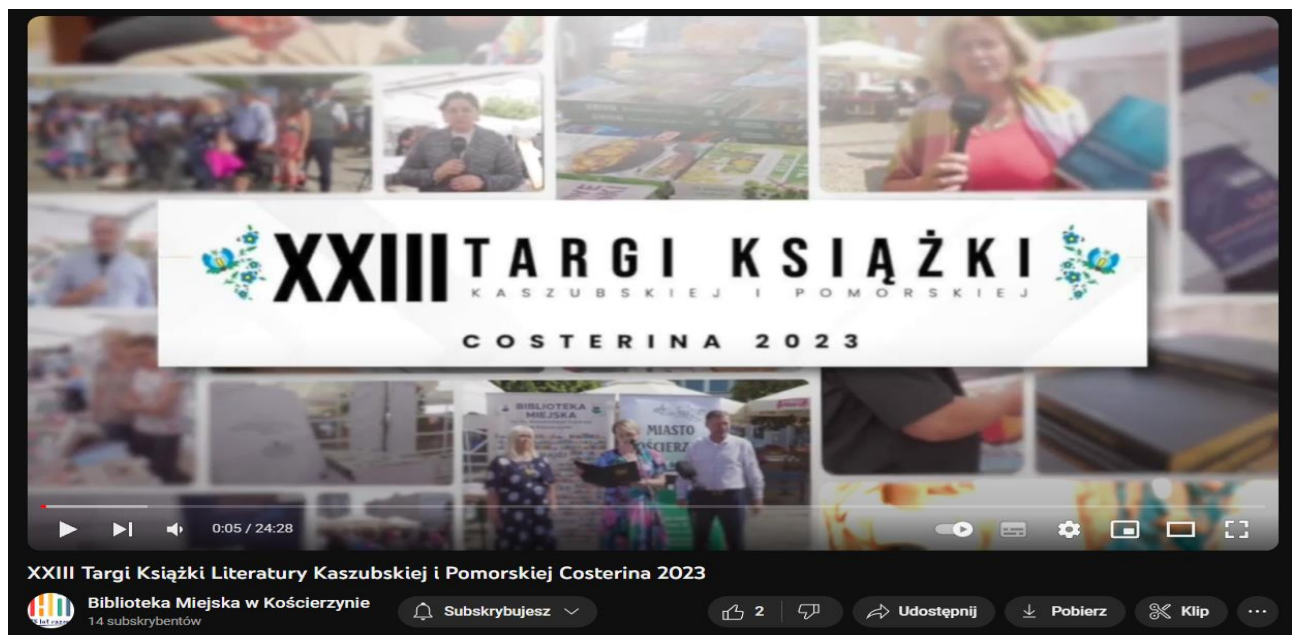 XXIII TARGI KSIĄŻKI
KASZUBSKIEJ I POMORSKIEJ
COSTERINA 2023
BIBLIOTEKA
MIEJSKA
MIASTO
0:05 / 24:28
XXIII Targi Książki Literatury Kaszubskiej i Pomorskiej Costerina 2023
Biblioteka Miejska w Kościerzynie
14 subskrybentów
Subskrybujesz
2
Udostępnij
Pobierz
Klip